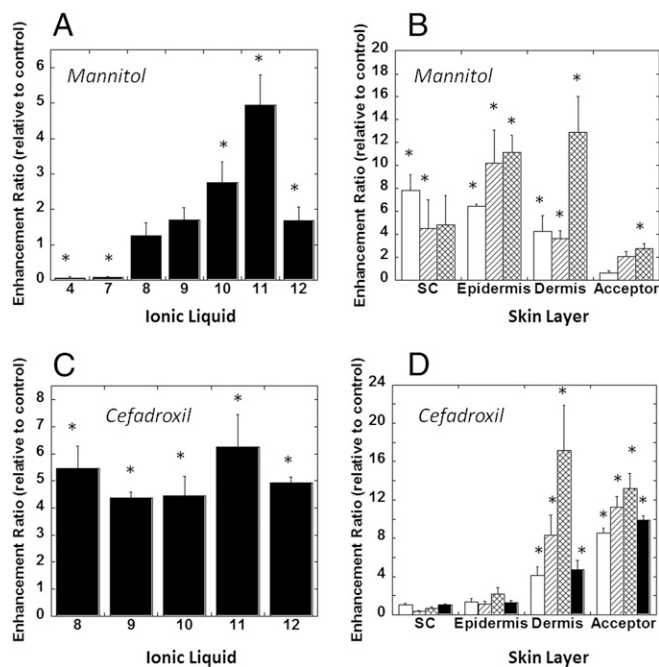 A
Mannitol
Enhancement Ratio (relative to control)
6
5
4
3
2
1
0
* * * * *
4 7 8 9 10 11 12
Ionic Liquid
B
Mannitol
Enhancement Ratio (relative to control)
20
18
16
14
12
10
8
6
4
2
0
* * * * * * * * *
SC Epidermis Dermis Acceptor
Skin Layer
C
Cefadroxil
Enhancement Ratio (relative to control)
8
7
6
5
4
3
2
1
0
* * * * *
8 9 10 11 12
Ionic Liquid
D
Cefadroxil
Enhancement Ratio (relative to control)
24
20
16
12
8
4
0
* * * * * * * *
SC Epidermis Dermis Acceptor
Skin Layer